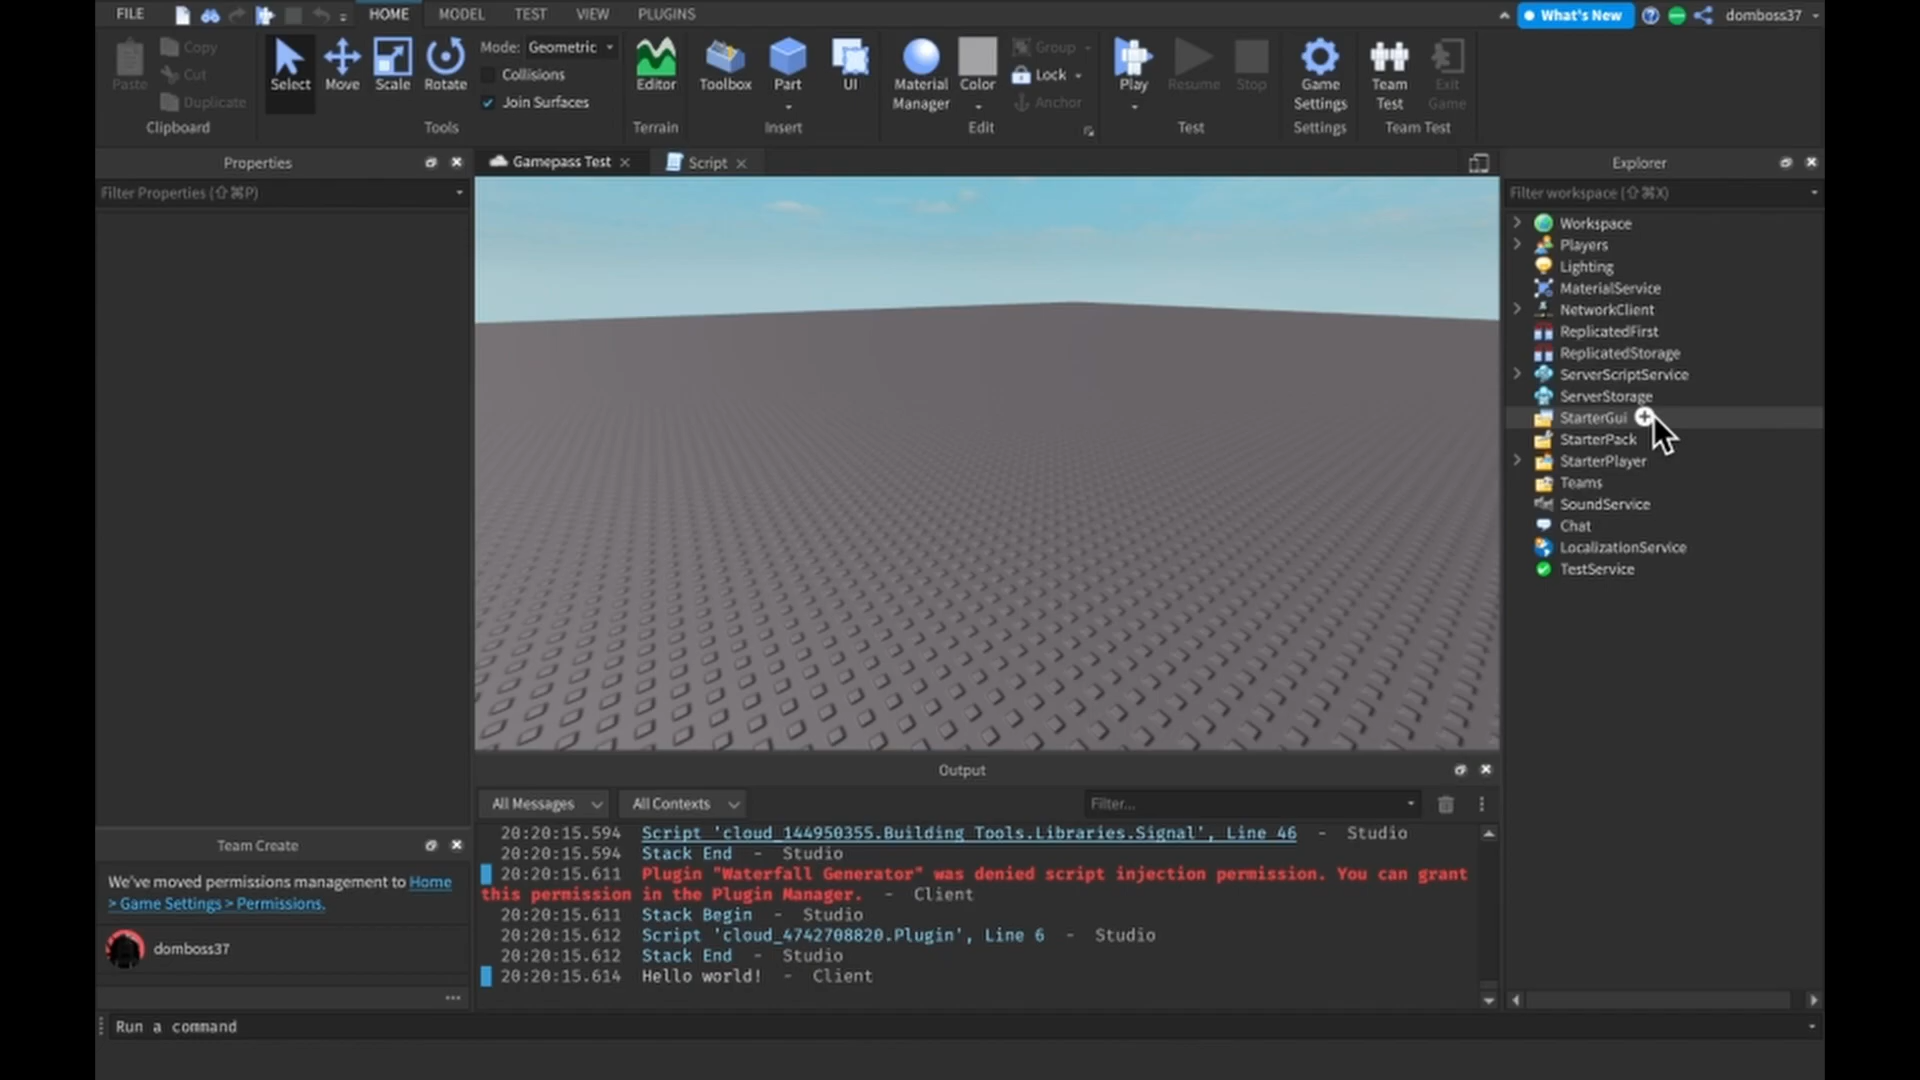 FILE HOME MODEL TEST VIEW PLUGINS What's New domboss37
Paste Copy Cut Duplicate Clipboard
Select Move Scale Rotate Mode: Geometric Collisions Join Surfaces Tools
Editor Terrain
Toolbox Part UI Insert
Material Manager Color Group Lock Anchor Edit
Play Resume Stop Test
Game Settings Settings
Team Test Exit Game Team Test
Properties
Filter Properties (⇧⌘P)
Gamepass Test Script
Explorer
Filter workspace (⇧⌘X)
Workspace
Players
Lighting
MaterialService
NetworkClient
ReplicatedFirst
ReplicatedStorage
ServerScriptService
ServerStorage
StarterGui
StarterPack
StarterPlayer
Teams
SoundService
Chat
LocalizationService
TestService
Output
All Messages All Contexts Filter...
20:20:15.594 Script 'cloud_144950355.Building Tools.Libraries.Signal', Line 46 - Studio
20:20:15.594 Stack End - Studio
20:20:15.611 Plugin "Waterfall Generator" was denied script injection permission. You can grant
this permission in the Plugin Manager. - Client
20:20:15.611 Stack Begin - Studio
20:20:15.612 Script 'cloud_4742708820.Plugin', Line 6 - Studio
20:20:15.612 Stack End - Studio
20:20:15.614 Hello world! - Client
Team Create
We've moved permissions management to Home
> Game Settings > Permissions.
domboss37
Run a command